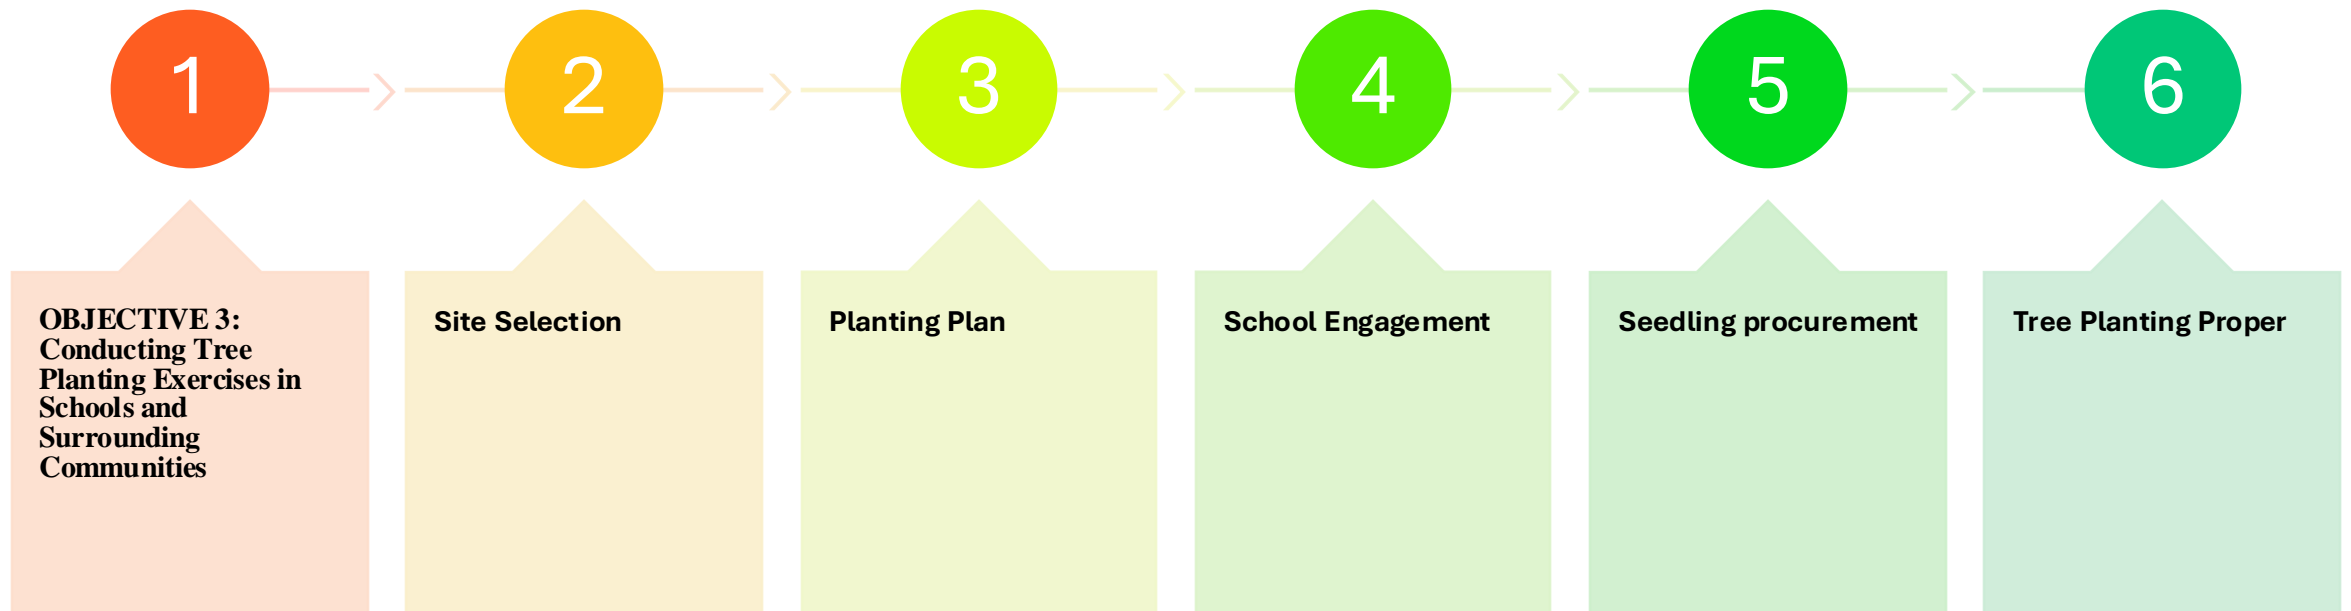 1
2
3
4
5
6
OBJECTIVE 3:
Conducting Tree
Planting Exercises in
Schools and
Surrounding
Communities
Site Selection
Planting Plan
School Engagement
Seedling procurement
Tree Planting Proper